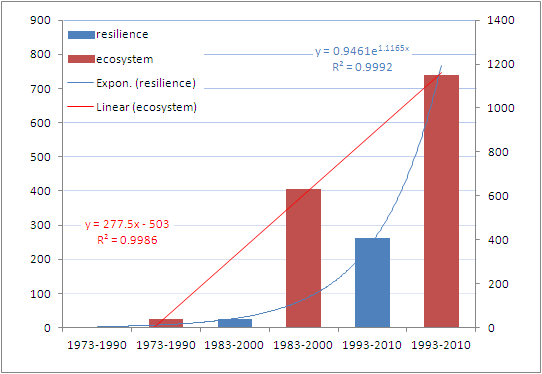 900
800
700
600
500
400
300
200
100
0
1400
1200
1000
800
600
400
200
0
resilience
ecosystem
Expon. (resilience)
Linear (ecosystem)
y = 0.9461e^1.1165x
R² = 0.9992
y = 277.5x - 503
R² = 0.9986
1973-1990 1973-1990 1983-2000 1983-2000 1993-2010 1993-2010